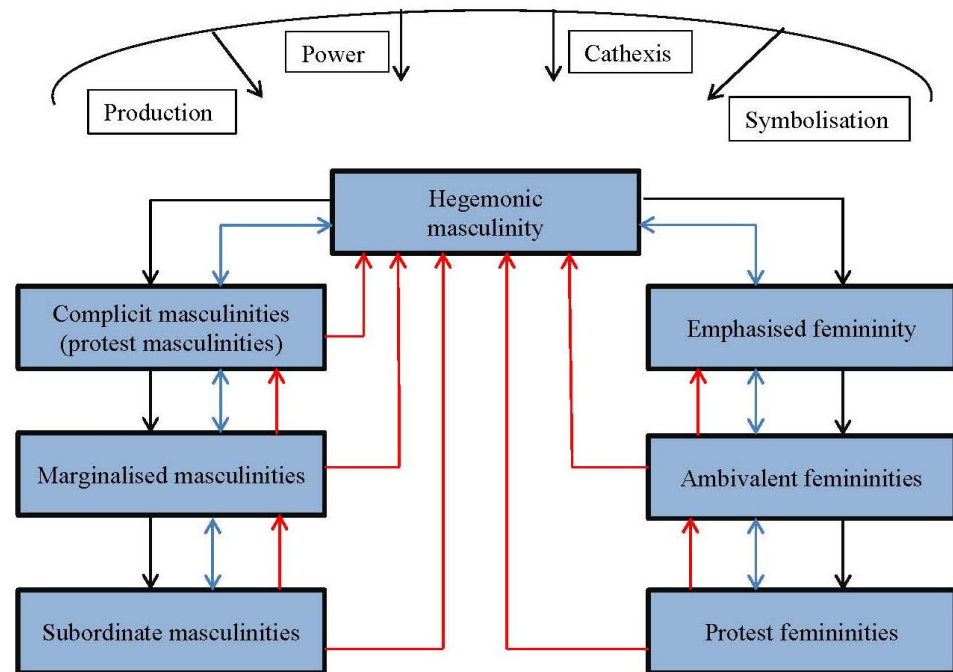 Power
Cathexis
Production
Symbolisation
Hegemonic
masculinity
Complicit masculinities
(protest masculinities)
Emphasised femininity
Marginalised masculinities
Ambivalent femininities
Subordinate masculinities
Protest femininities